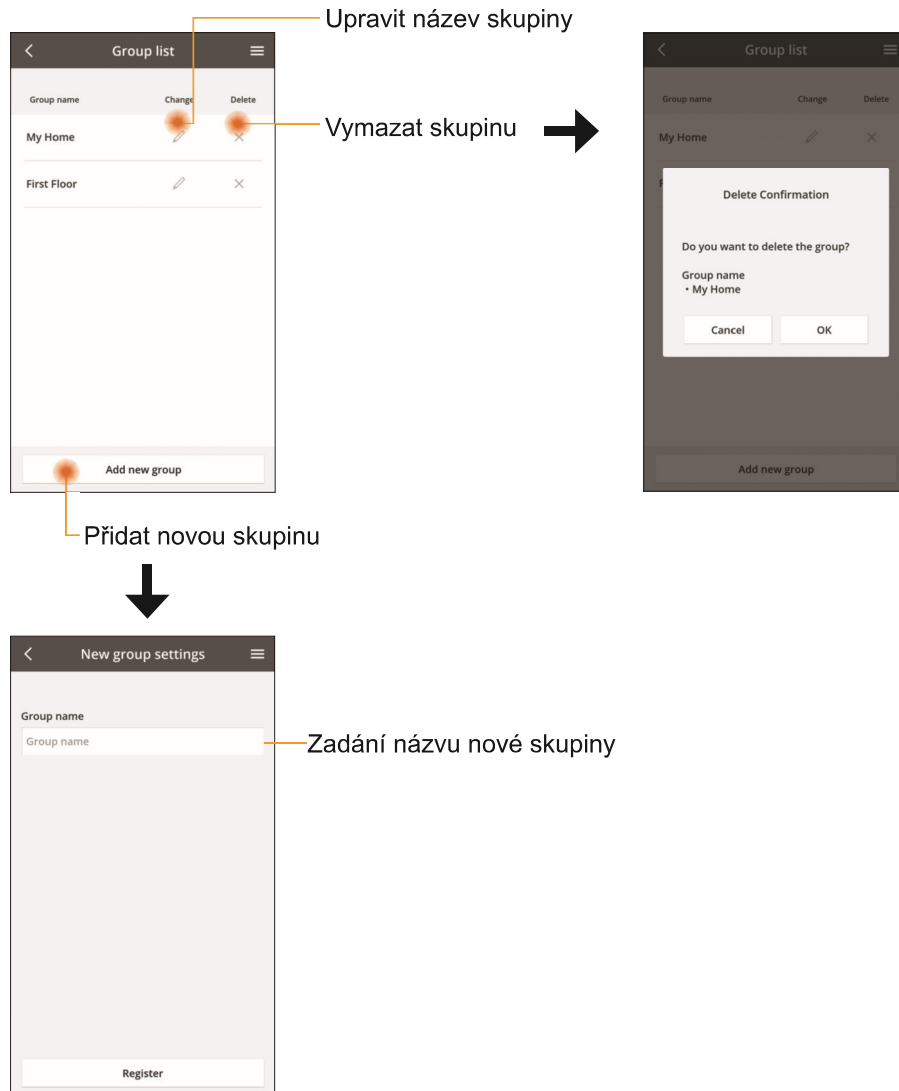 Upravit název skupiny
Group list
Group name Change Delete
My Home
First Floor
Add new group
Vymazat skupinu
Group list
Group name Change Delete
My Home
F
Delete Confirmation
Do you want to delete the group?
Group name
• My Home
Cancel OK
Add new group
Přidat novou skupinu
New group settings
Group name
Group name
Zadání názvu nové skupiny
Register